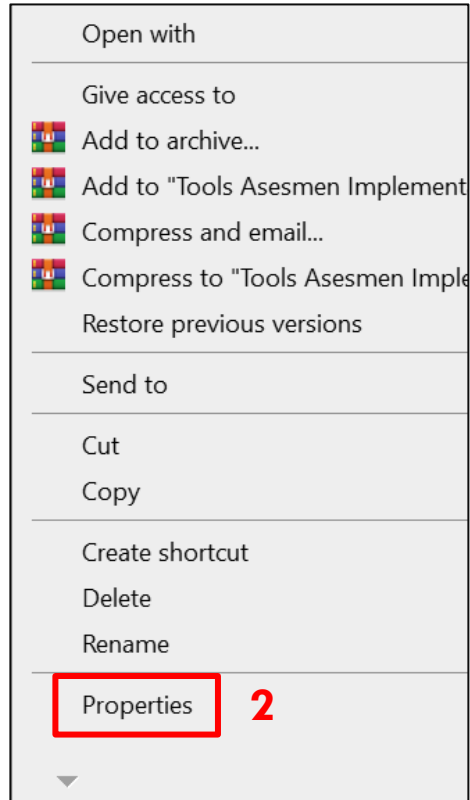 Open with
Give access to
Add to archive...
Add to "Tools Asesmen Implement
Compress and email...
Compress to "Tools Asesmen Imple
Restore previous versions
Send to
Cut
Copy
Create shortcut
Delete
Rename
Properties 2